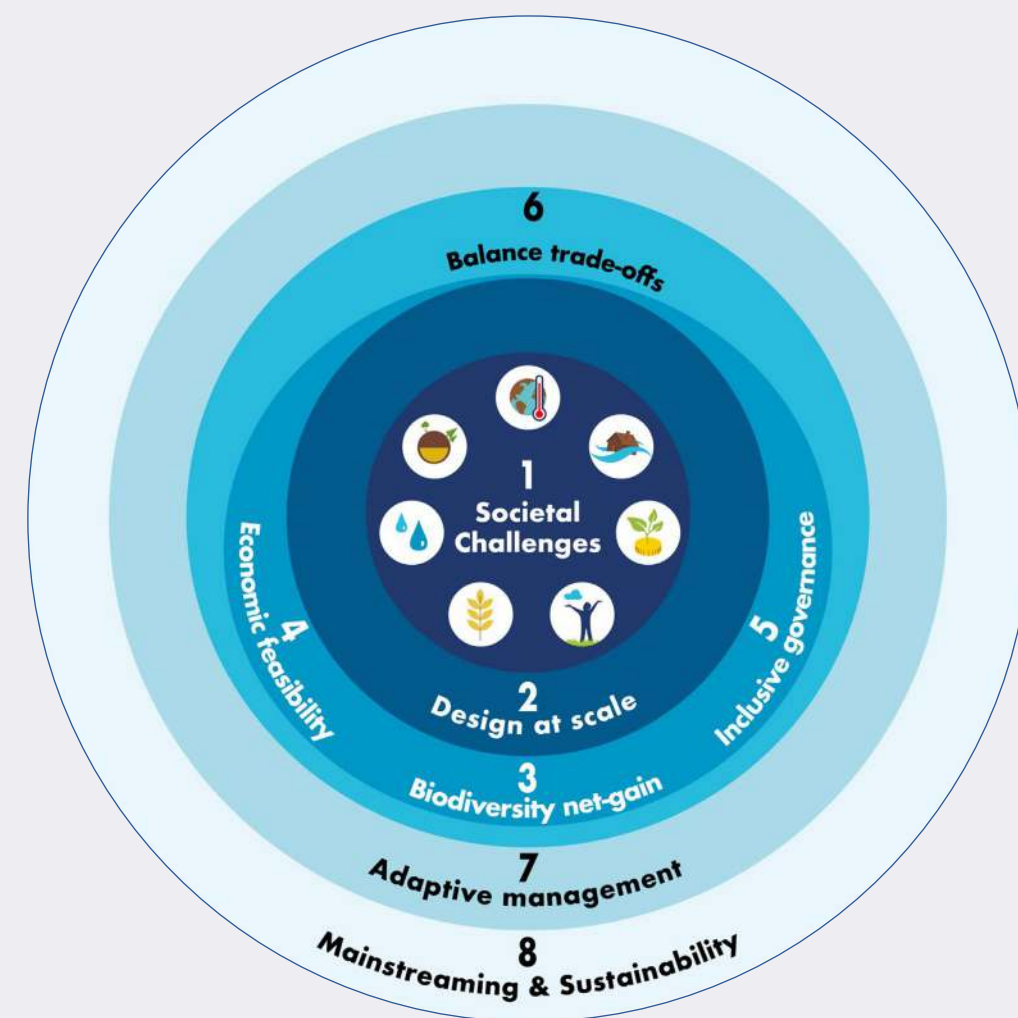 6
Balance trade-offs
1
Societal
Challenges
4
Economic feasibility
5
Inclusive governance
2
Design at scale
3
Biodiversity net-gain
7
Adaptive management
8
Mainstreaming & Sustainability